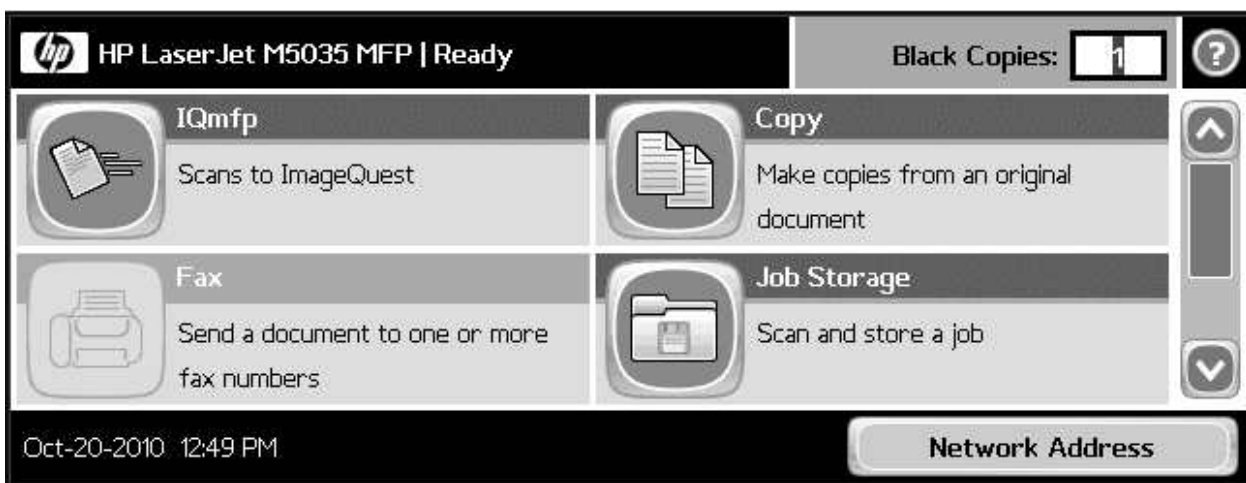 hp HP LaserJet M5035 MFP | Ready Black Copies: 1 ?
IQmfp
Scans to ImageQuest
Copy
Make copies from an original
document
Fax
Send a document to one or more
fax numbers
Job Storage
Scan and store a job
Oct-20-2010 12:49 PM Network Address